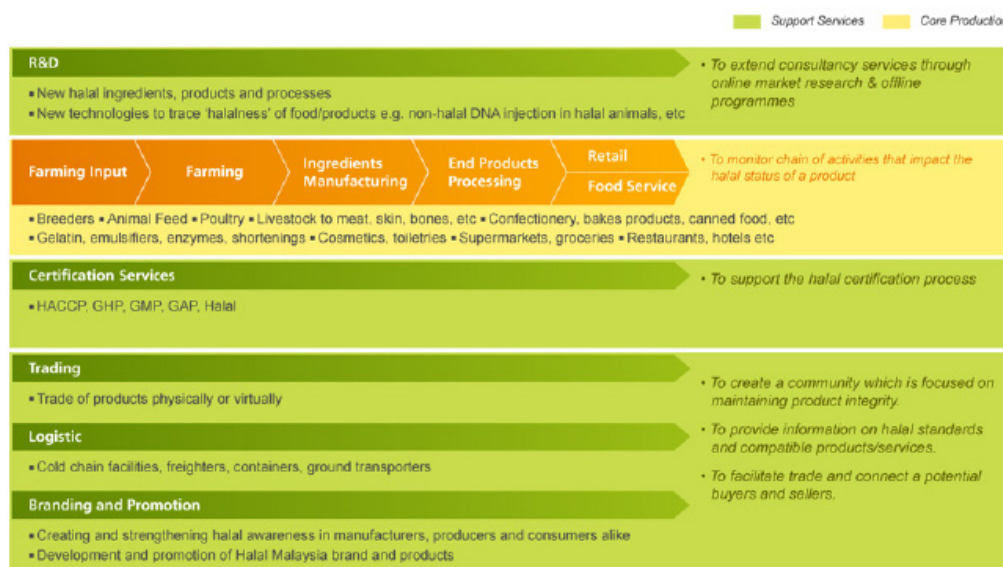 Support Services
Core Production
R&D
▪ New halal ingredients, products and processes
▪ New technologies to trace 'halalness' of food/products e.g. non-halal DNA injection in halal animals, etc
• To extend consultancy services through
online market research & offline
programmes
Farming Input
Farming
Ingredients
Manufacturing
End Products
Processing
Retail
Food Service
• To monitor chain of activities that impact the
halal status of a product
▪ Breeders ▪ Animal Feed ▪ Poultry ▪ Livestock to meat, skin, bones, etc ▪ Confectionery, bakes products, canned food, etc
▪ Gelatin, emulsifiers, enzymes, shortenings ▪ Cosmetics, toiletries ▪ Supermarkets, groceries ▪ Restaurants, hotels etc
Certification Services
▪ HACCP, GHP, GMP, GAP, Halal
• To support the halal certification process
Trading
▪ Trade of products physically or virtually
Logistic
▪ Cold chain facilities, freighters, containers, ground transporters
Branding and Promotion
▪ Creating and strengthening halal awareness in manufacturers, producers and consumers alike
▪ Development and promotion of Halal Malaysia brand and products
• To create a community which is focused on
maintaining product integrity.
• To provide information on halal standards
and compatible products/services.
• To facilitate trade and connect a potential
buyers and sellers.